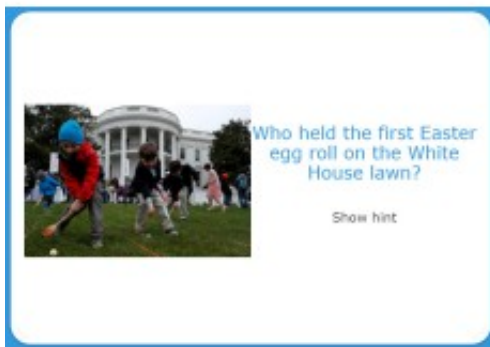 Who held the first Easter
egg roll on the White
House lawn?
Show hint